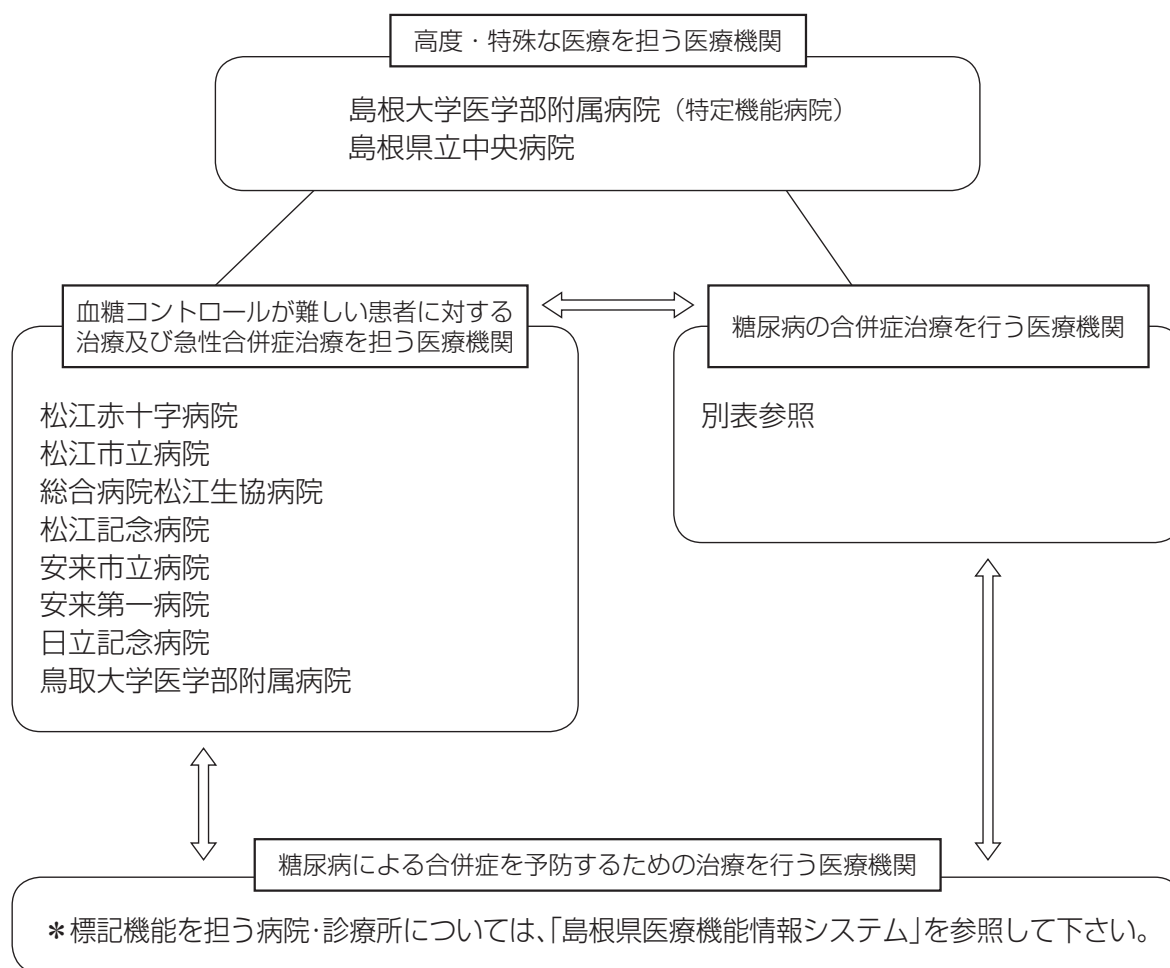 高度・特殊な医療を担う医療機関
島根大学医学部附属病院（特定機能病院）
島根県立中央病院
血糖コントロールが難しい患者に対する
治療及び急性合併症治療を担う医療機関
松江赤十字病院
松江市立病院
総合病院松江生協病院
松江記念病院
安来市立病院
安来第一病院
日立記念病院
鳥取大学医学部附属病院
糖尿病の合併症治療を行う医療機関
別表参照
糖尿病による合併症を予防するための治療を行う医療機関
＊標記機能を担う病院・診療所については、「島根県医療機能情報システム」を参照して下さい。